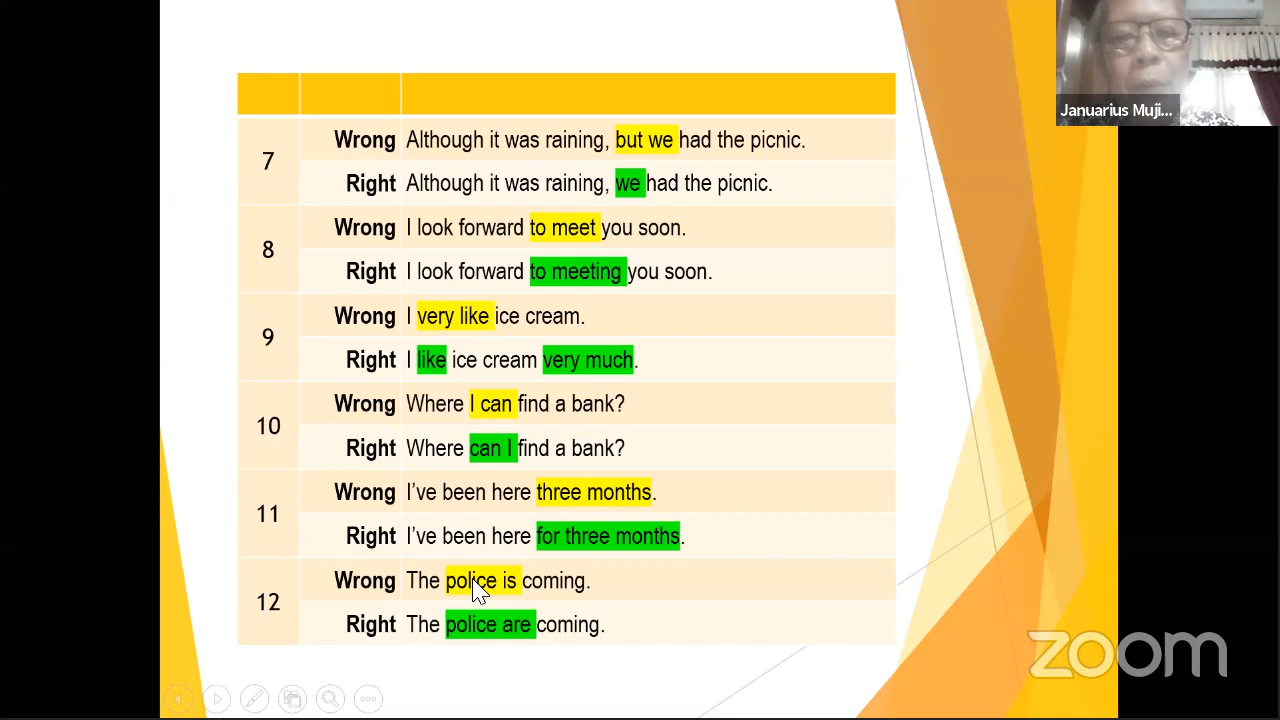 Januarius Muji...
7
Wrong Although it was raining, but we had the picnic.
Right Although it was raining, we had the picnic.
8
Wrong I look forward to meet you soon.
Right I look forward to meeting you soon.
9
Wrong I very like ice cream.
Right I like ice cream very much.
10
Wrong Where I can find a bank?
Right Where can I find a bank?
11
Wrong I’ve been here three months.
Right I’ve been here for three months.
12
Wrong The police is coming.
Right The police are coming.
zoom